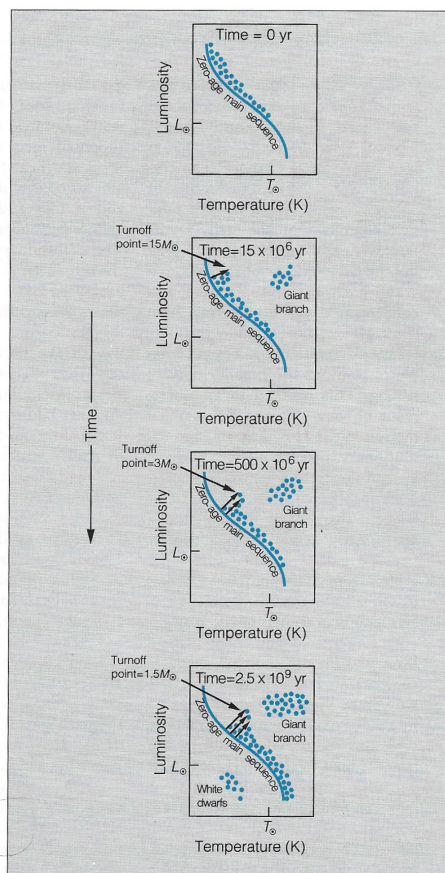 Time = 0 yr
Luminosity
Zero-age main sequence
L⊙
T⊙
Temperature (K)
Turnoff
point=15M⊙
Time=15 x 10⁶ yr
Luminosity
Zero-age main sequence
Giant
branch
L⊙
T⊙
Temperature (K)
Time
Turnoff
point=3M⊙
Time=500 x 10⁶ yr
Luminosity
Zero-age main sequence
Giant
branch
L⊙
T⊙
Temperature (K)
Turnoff
point=1.5M⊙
Time=2.5 x 10⁹ yr
Luminosity
Zero-age main sequence
Giant
branch
L⊙
White
dwarfs
T⊙
Temperature (K)